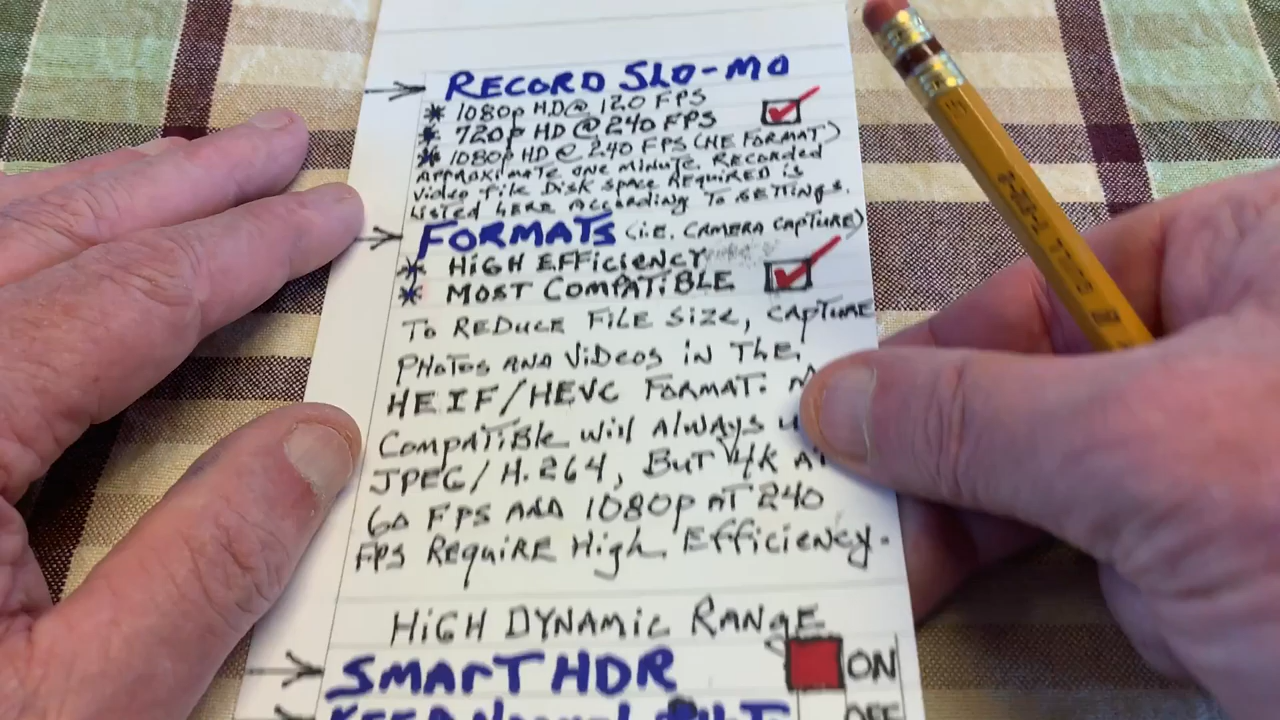 RECORD SLO-MO
* 1080p HD@ 120 FPS
* 720p HD @ 240 FPS
* 1080p HD @ 240 FPS (HE FORMAT)
APPROXIMATE ONE MINUTE RECORDED
VIDEO FILE DISK SPACE REQUIRED IS
LISTED HERE ACCORDING TO SETTINGS.
FORMATS (i.E. CAMERA CAPTURE)
* HIGH EFFICIENCY
* MOST COMPATIBLE
TO REDUCE FILE SIZE, CAPTURE
PHOTOS AND VIDEOS IN THE
HEIF/HEVC FORMAT.
COMPATIBLE WILL ALWAYS
JPEG/H.264, BUT 4K
60 FPS AND 1080p AT 240
FPS REQUIRE HIGH EFFICIENCY.
HIGH DYNAMIC RANGE
SMART HDR ON